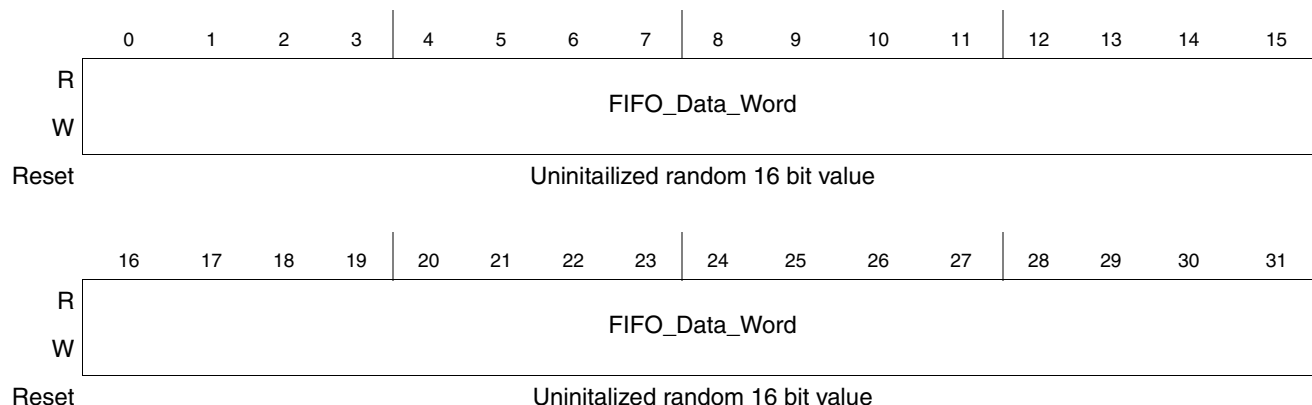 0 1 2 3 4 5 6 7 8 9 10 11 12 13 14 15
R
FIFO_Data_Word
W
Reset Uninitailized random 16 bit value
16 17 18 19 20 21 22 23 24 25 26 27 28 29 30 31
R
FIFO_Data_Word
W
Reset Uninitalized random 16 bit value